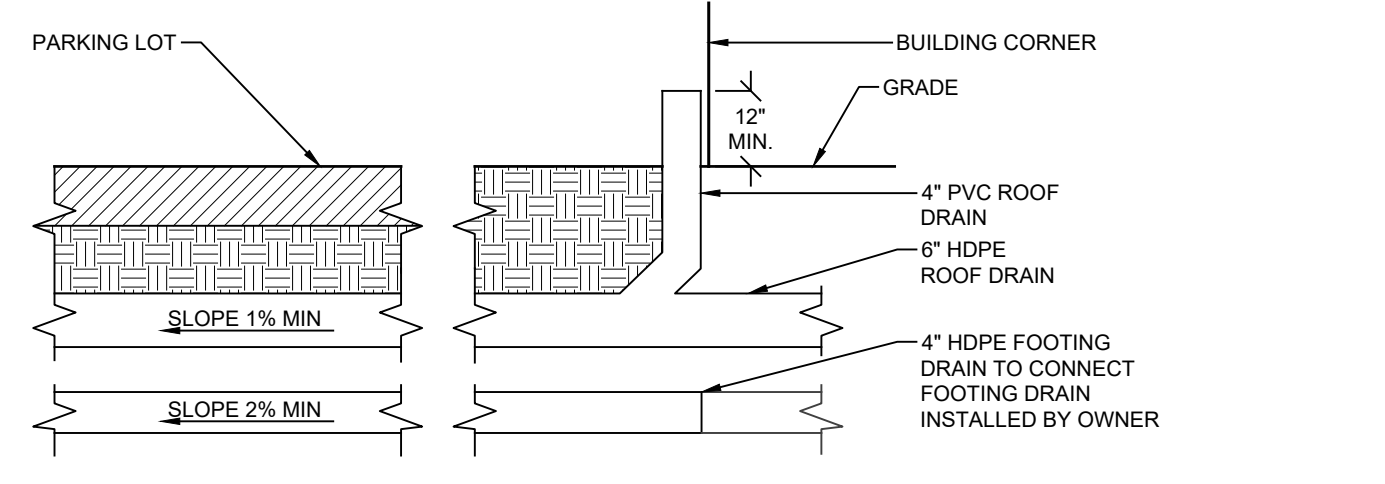 PARKING LOT
BUILDING CORNER
GRADE
12"
MIN.
4" PVC ROOF
DRAIN
6" HDPE
ROOF DRAIN
SLOPE 1% MIN
4" HDPE FOOTING
DRAIN TO CONNECT
FOOTING DRAIN
INSTALLED BY OWNER
SLOPE 2% MIN